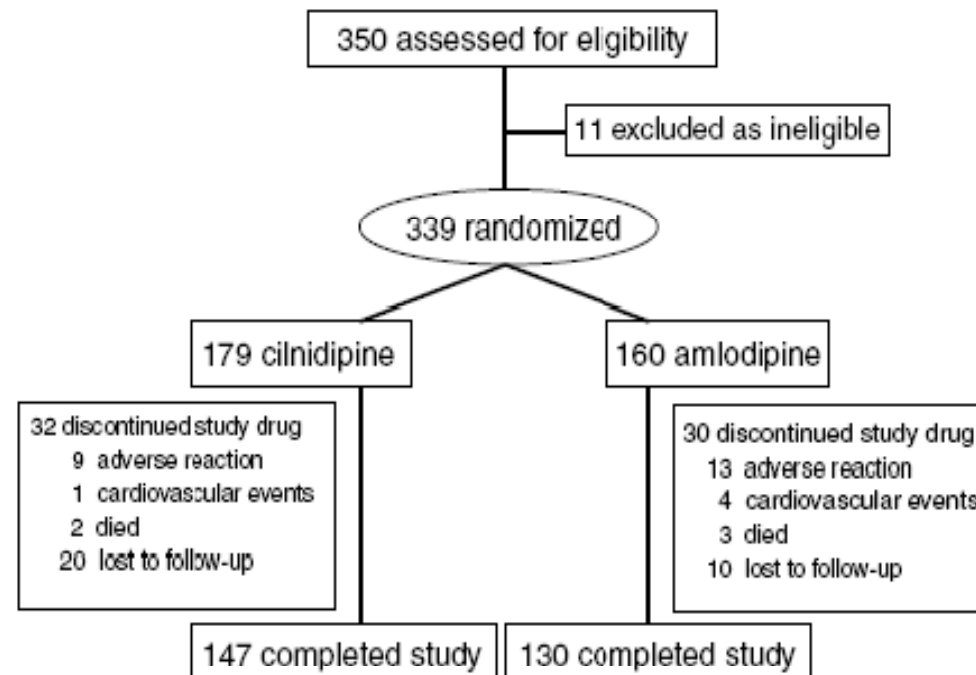 350 assessed for eligibility
11 excluded as ineligible
339 randomized
179 cilnidipine
160 amlodipine
32 discontinued study drug
9 adverse reaction
1 cardiovascular events
2 died
20 lost to follow-up
30 discontinued study drug
13 adverse reaction
4 cardiovascular events
3 died
10 lost to follow-up
147 completed study
130 completed study